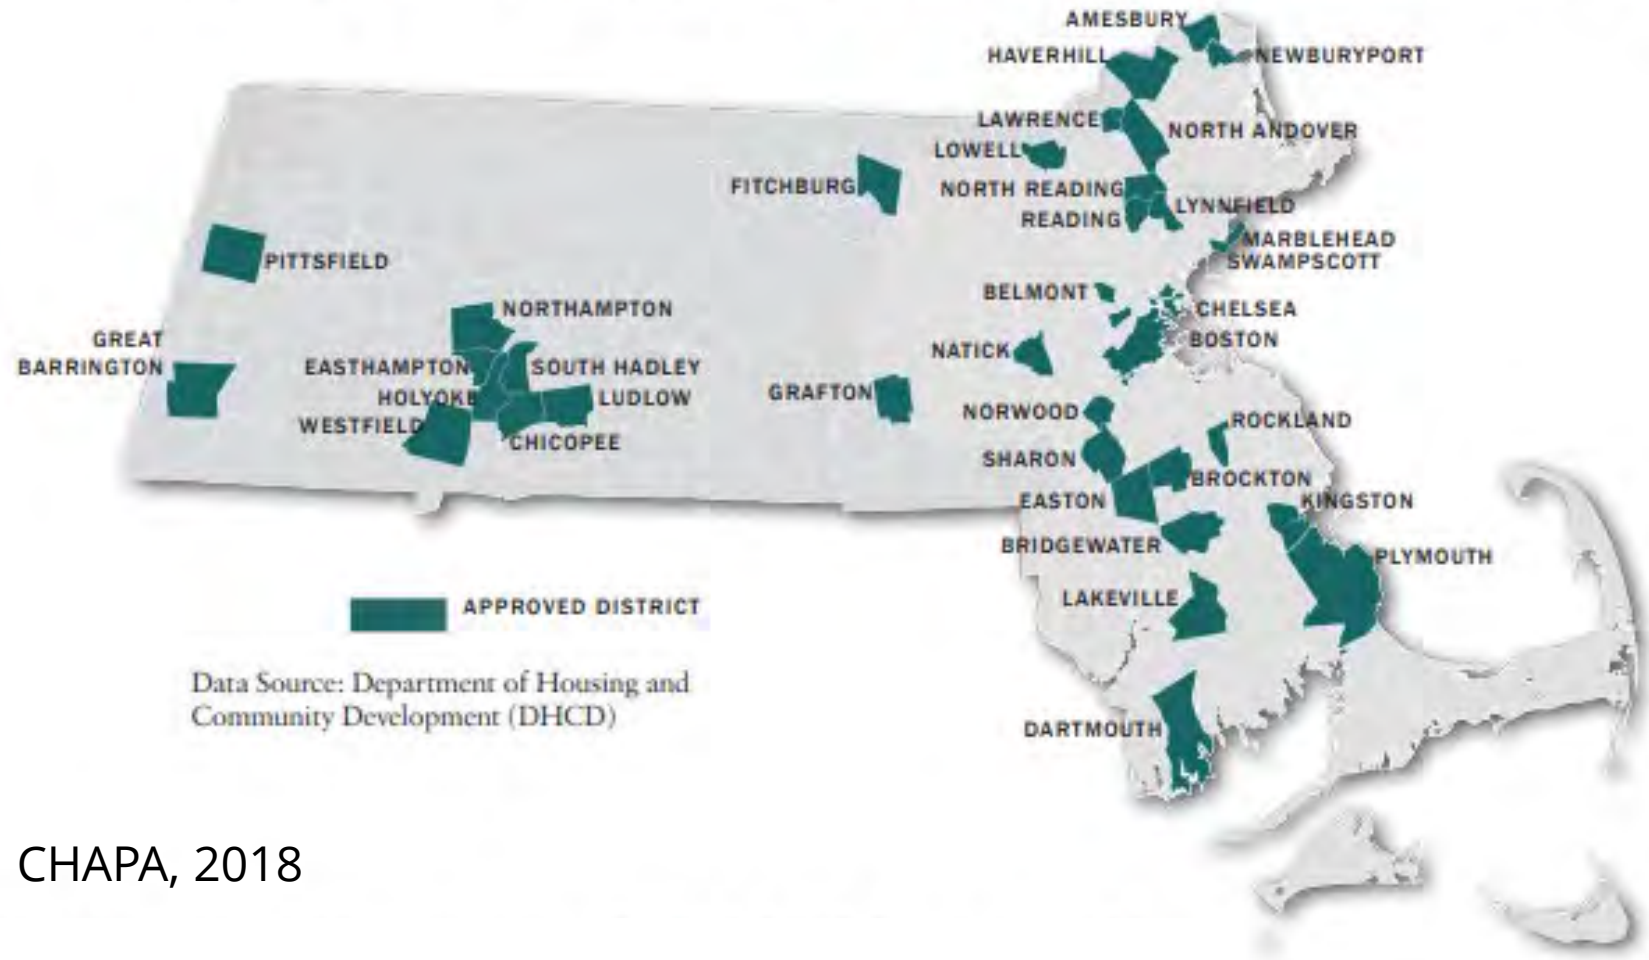 AMESBURY
HAVERHILL
NEWBURYPORT
LAWRENCE
NORTH ANDOVER
LOWELL
FITCHBURG
NORTH READING
LYNNFIELD
READING
MARBLEHEAD
SWAMPSCOTT
PITTSFIELD
BELMONT
CHELSEA
NORTHAMPTON
GREAT
BARRINGTON
BOSTON
NATICK
EASTHAMPTON
SOUTH HADLEY
HOLYOKE
LUDLOW
GRAFTON
NORWOOD
ROCKLAND
WESTFIELD
CHICOPEE
SHARON
BROCKTON
EASTON
KINGSTON
BRIDGEWATER
PLYMOUTH
LAKEVILLE
APPROVED DISTRICT
Data Source: Department of Housing and
Community Development (DHCD)
DARTMOUTH
CHAPA, 2018